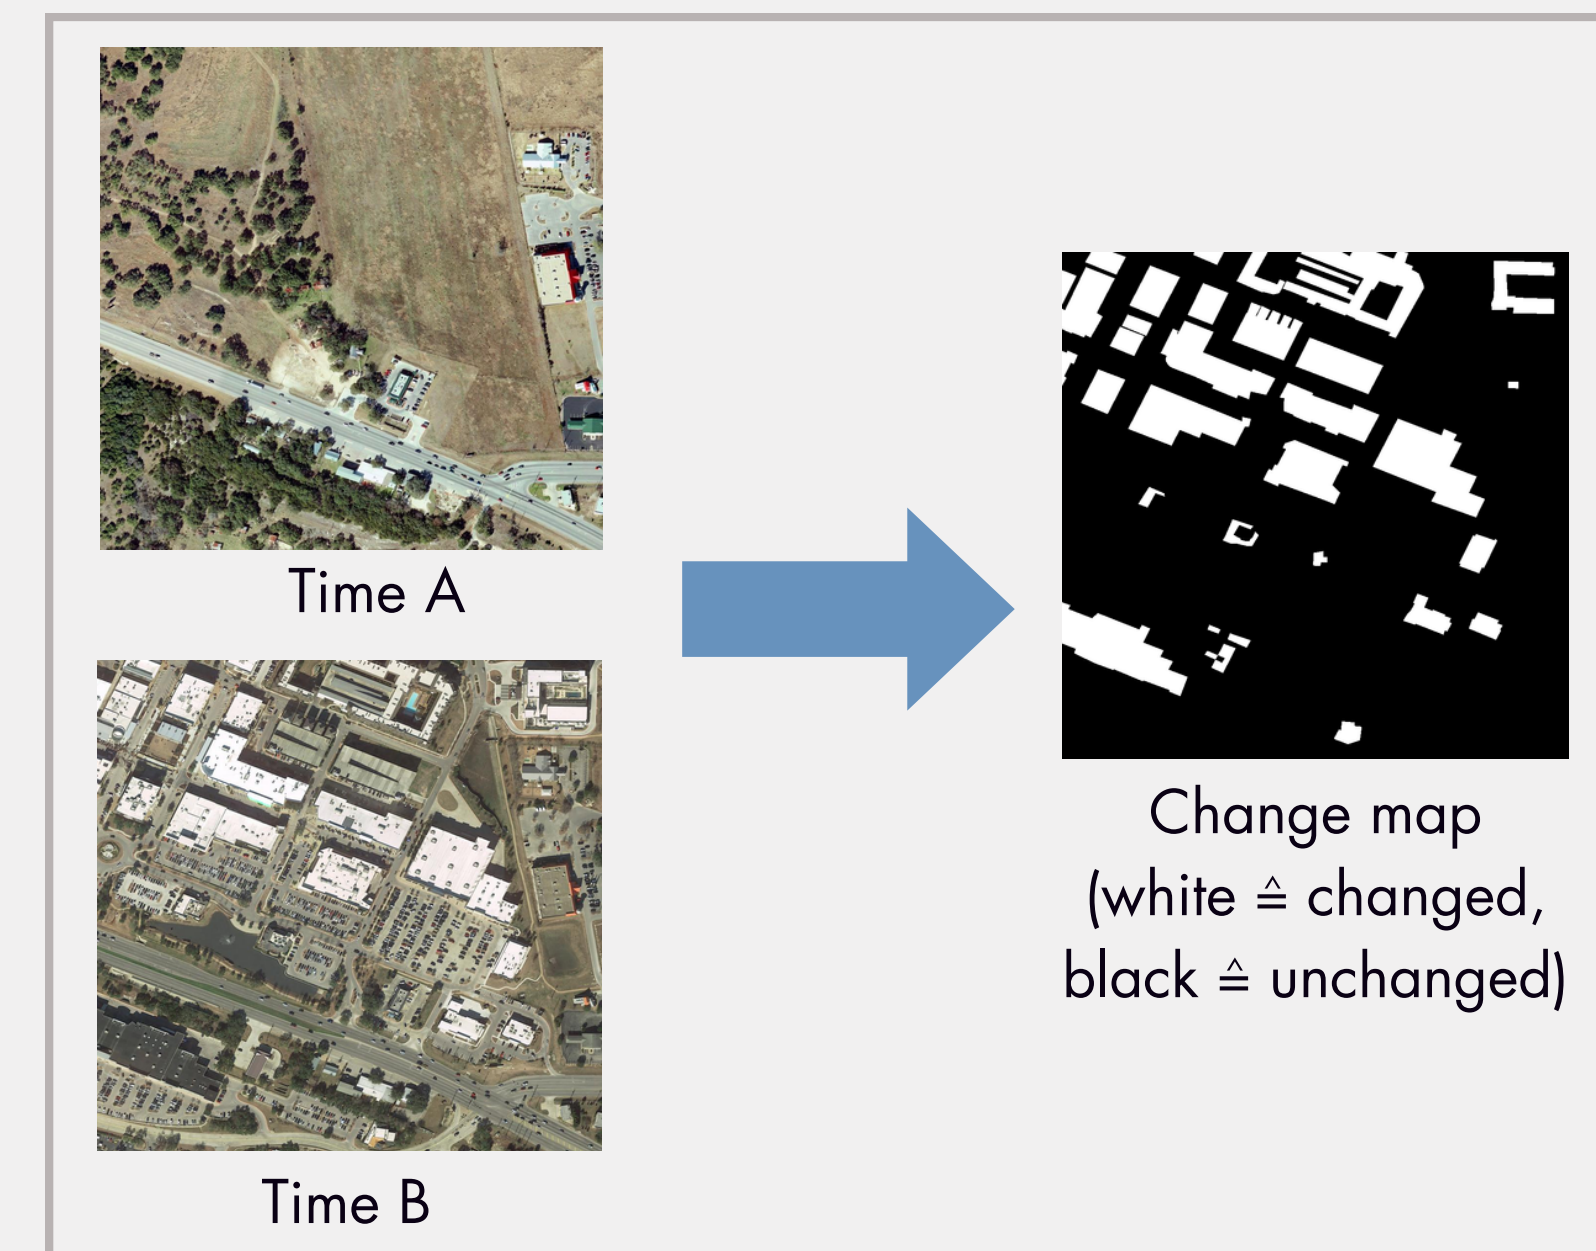 Time A
Time B
Change map
(white ≙ changed,
black ≙ unchanged)